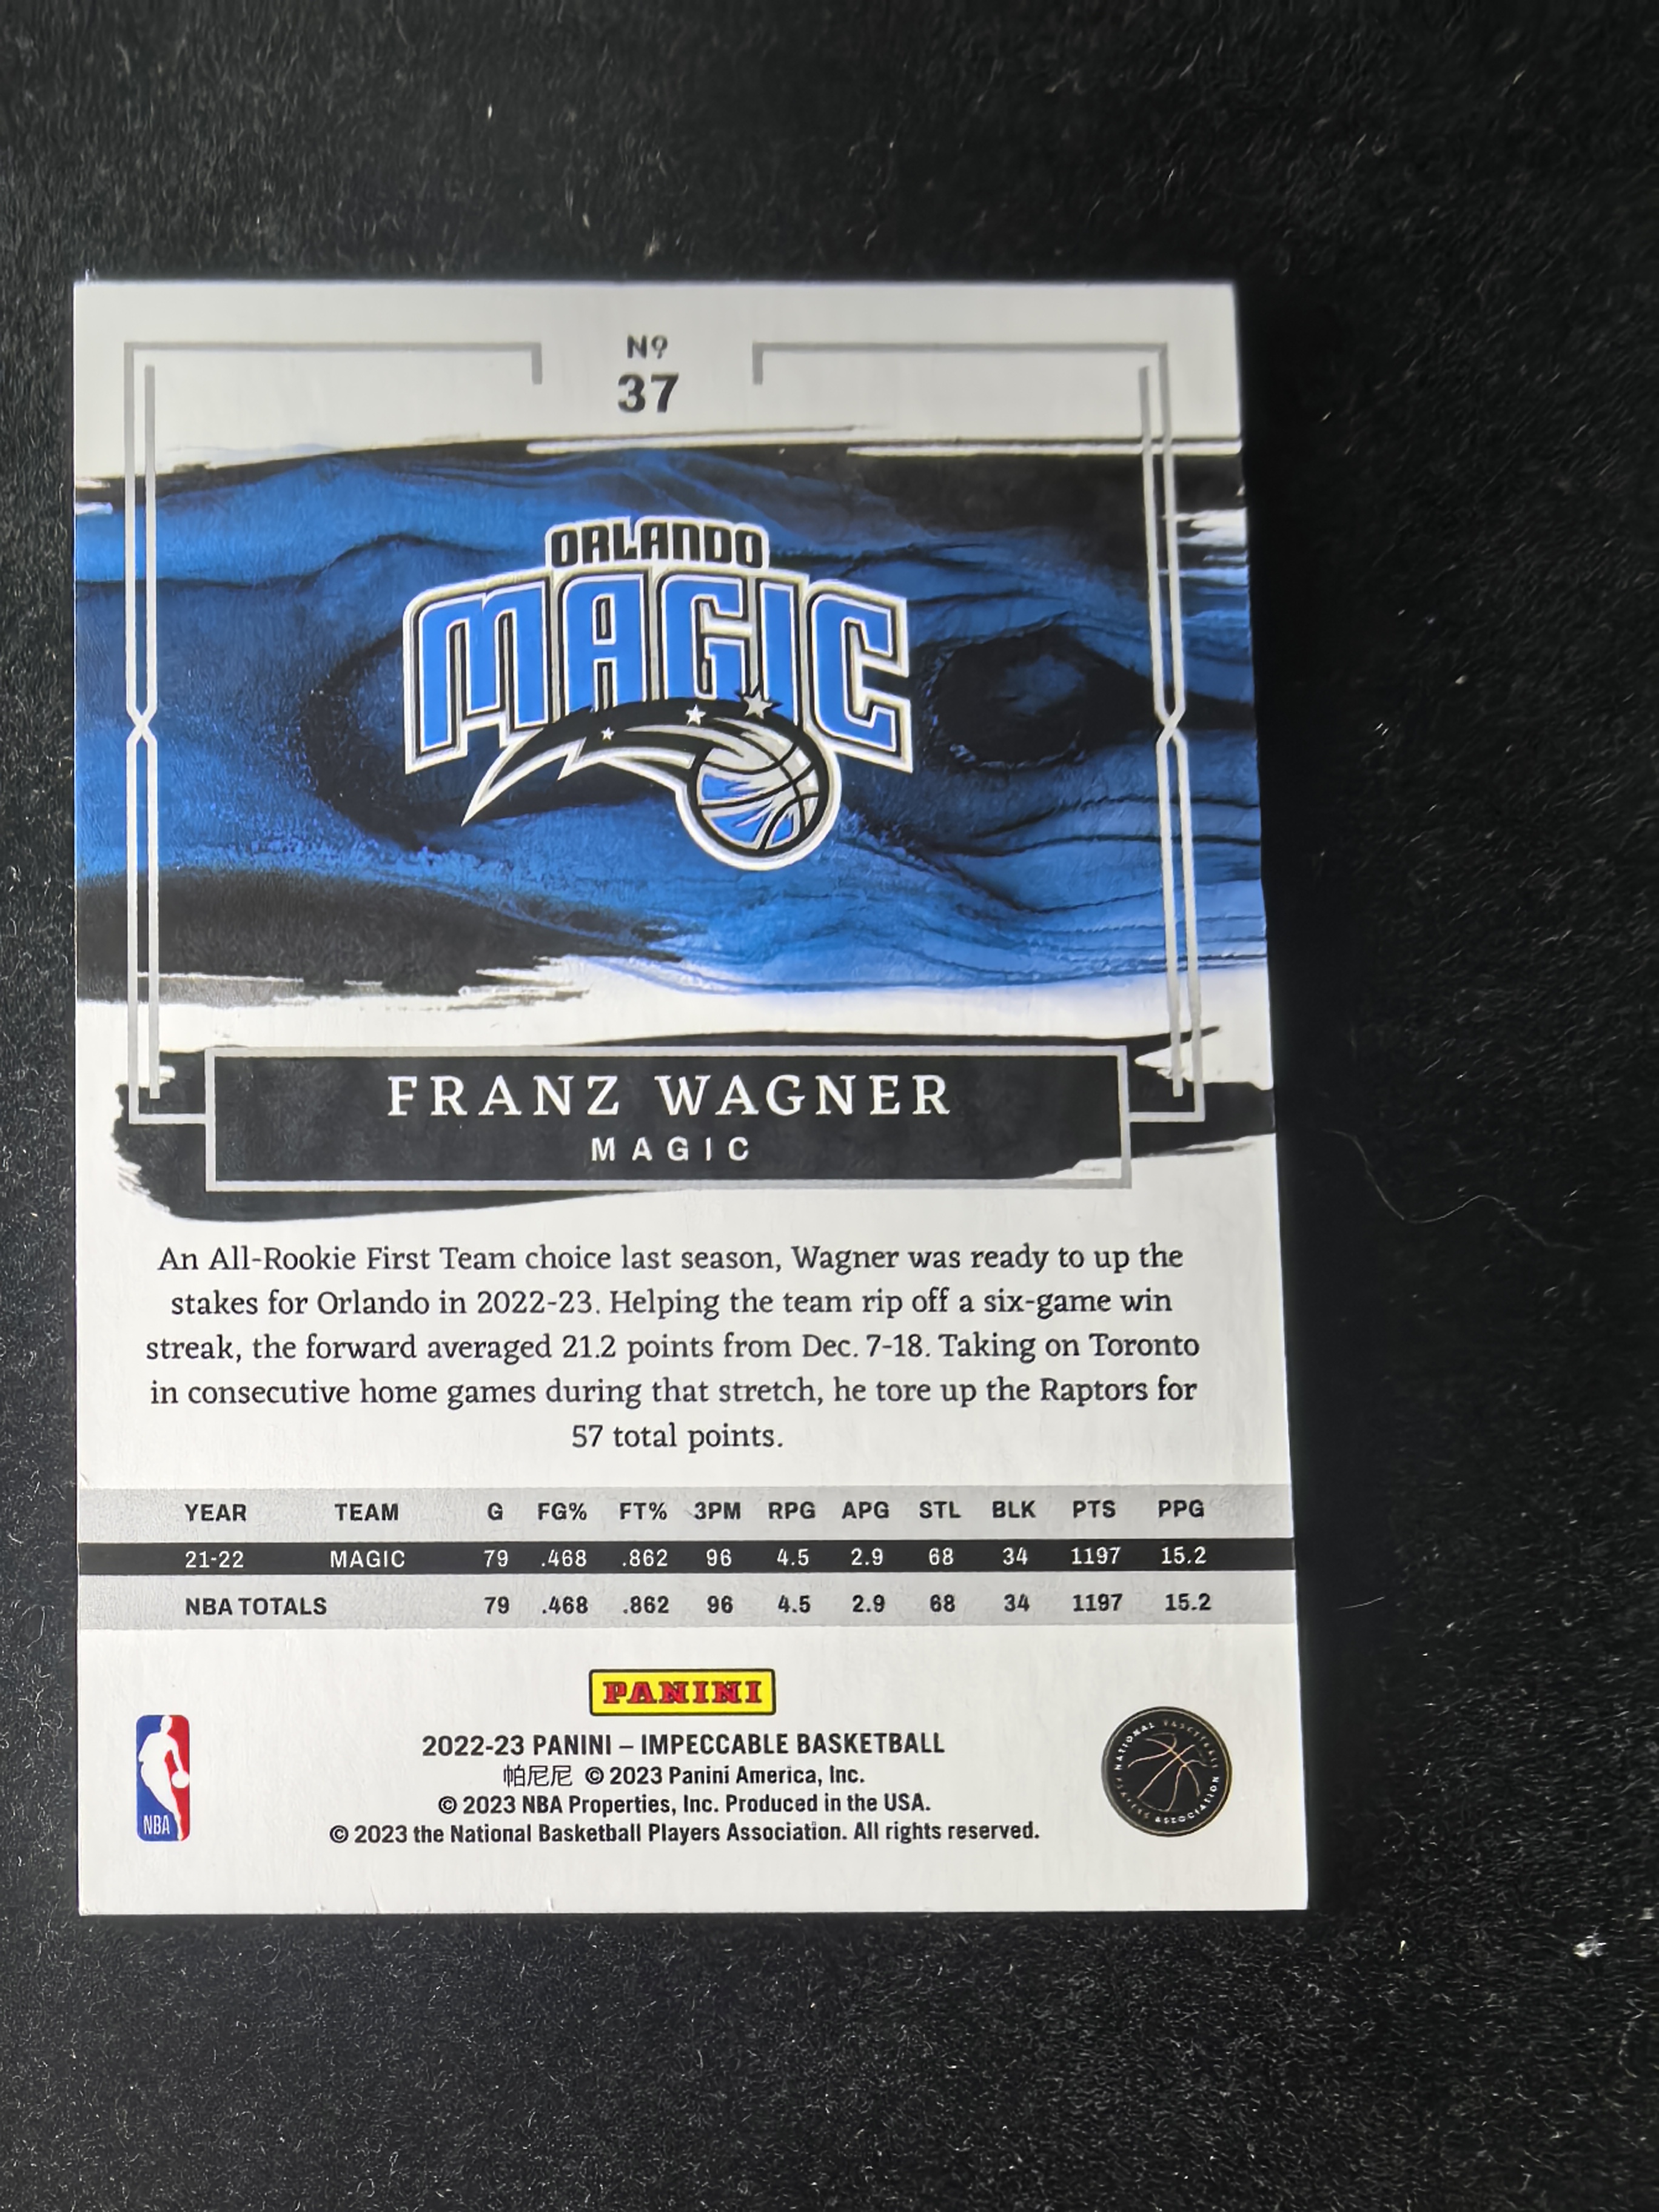 Nº
37
ORLANDO
MAGIC
FRANZ WAGNER
MAGIC
An All-Rookie First Team choice last season, Wagner was ready to up the
stakes for Orlando in 2022-23. Helping the team rip off a six-game win
streak, the forward averaged 21.2 points from Dec. 7-18. Taking on Toronto
in consecutive home games during that stretch, he tore up the Raptors for
57 total points.
YEAR TEAM G FG% FT% 3PM RPG APG STL BLK PTS PPG
21-22 MAGIC 79 .468 .862 96 4.5 2.9 68 34 1197 15.2
NBA TOTALS 79 .468 .862 96 4.5 2.9 68 34 1197 15.2
PANINI
2022-23 PANINI – IMPECCABLE BASKETBALL
帕尼尼 © 2023 Panini America, Inc.
© 2023 NBA Properties, Inc. Produced in the USA.
© 2023 the National Basketball Players Association. All rights reserved.
NBA
NATIONAL BASKETBALL PLAYERS ASSOCIATION